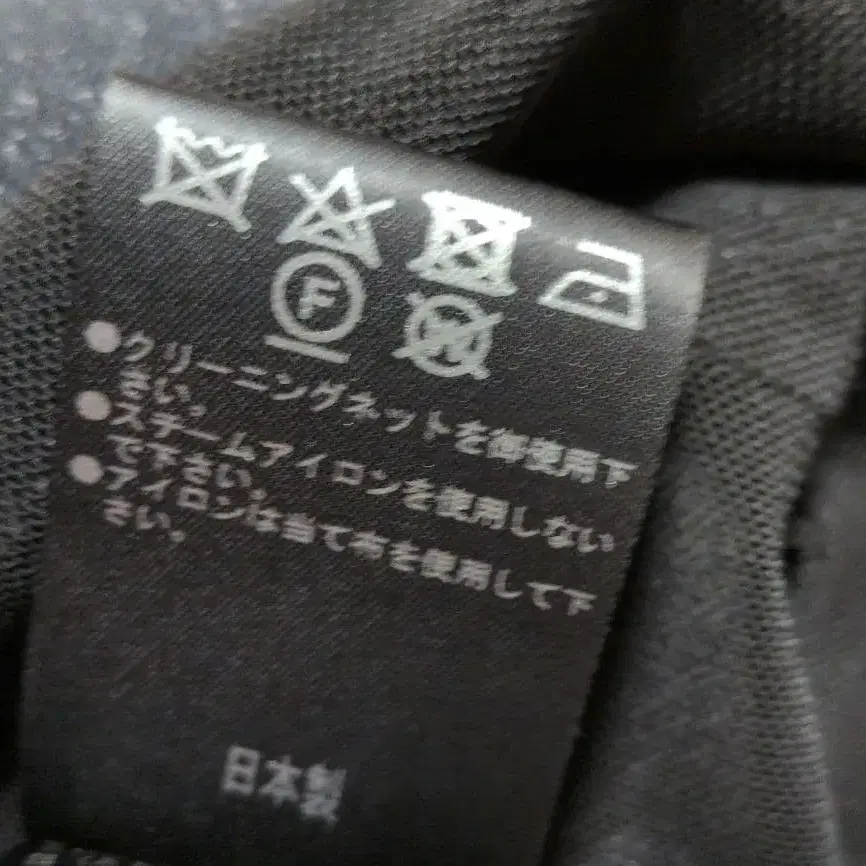 F
●クリーニングネットを御使用下
さい。
●スチームアイロンを使用しない
で下さい。
●アイロンは当て布を使用して下
さい。
日本製